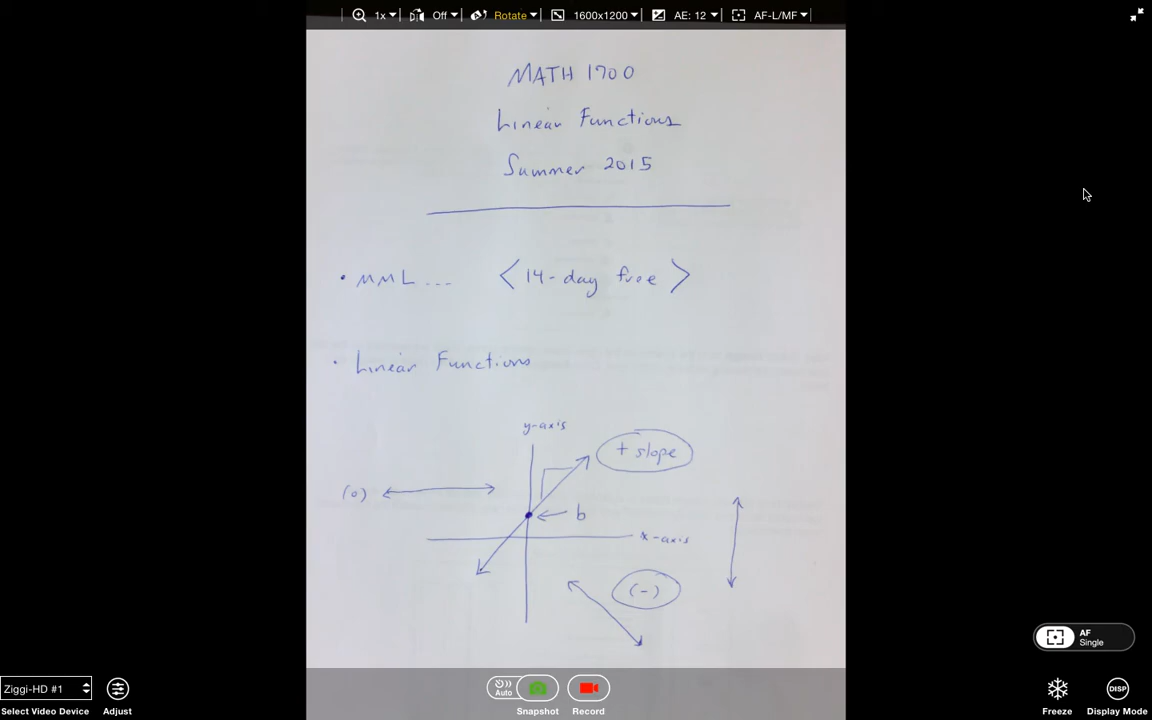 1x Off Rotate 1600x1200 AE: 12 AF-L/MF
MATH 1700
Linear Functions
Summer 2015
• MML... <14-day free>
• Linear Functions
y-axis
+ slope
(0)
b
x-axis
(-)
AF
Single
Ziggi-HD #1
Auto
DISP
Select Video Device
Adjust
Snapshot
Record
Freeze
Display Mode